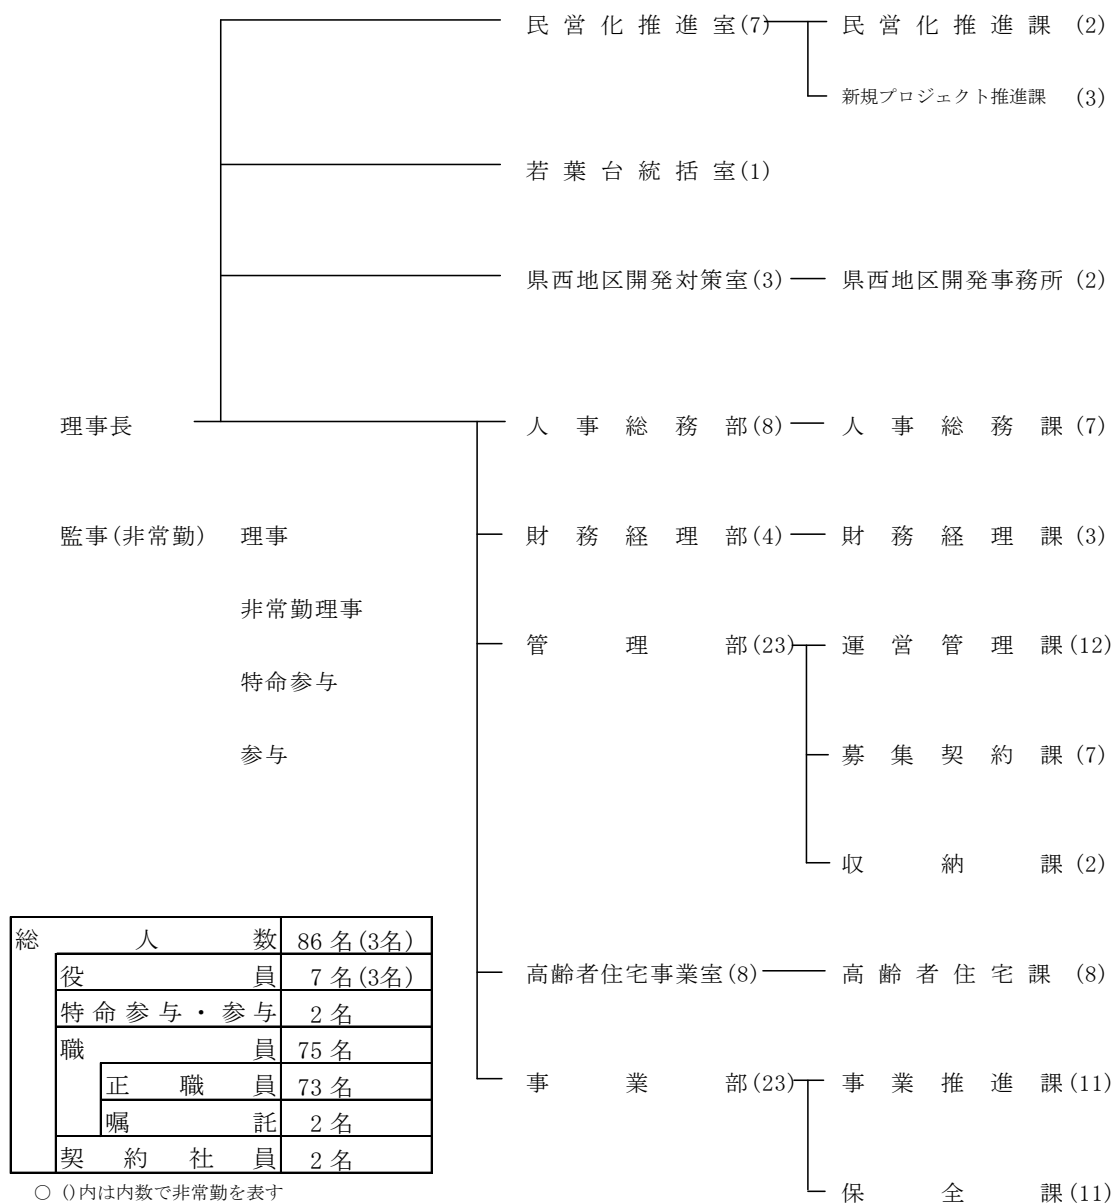 民営化推進室(7) 民営化推進課 (2)
新規プロジェクト推進課 (3)
若葉台統括室(1)
県西地区開発対策室(3) 県西地区開発事務所 (2)
理事長 人事総務部(8) 人事総務課 (7)
監事(非常勤) 理事 財務経理部(4) 財務経理課 (3)
非常勤理事
管理部(23) 運営管理課(12)
特命参与
参与 募集契約課 (7)
収納課 (2)
総人数 86 名(3名)
役員 7 名(3名)
特命参与・参与 2 名
職員 75 名
正職員 73 名
嘱託 2 名
契約社員 2 名
高齢者住宅事業室(8) 高齢者住宅課 (8)
事業部(23) 事業推進課(11)
保全課(11)
○ ()内は内数で非常勤を表す